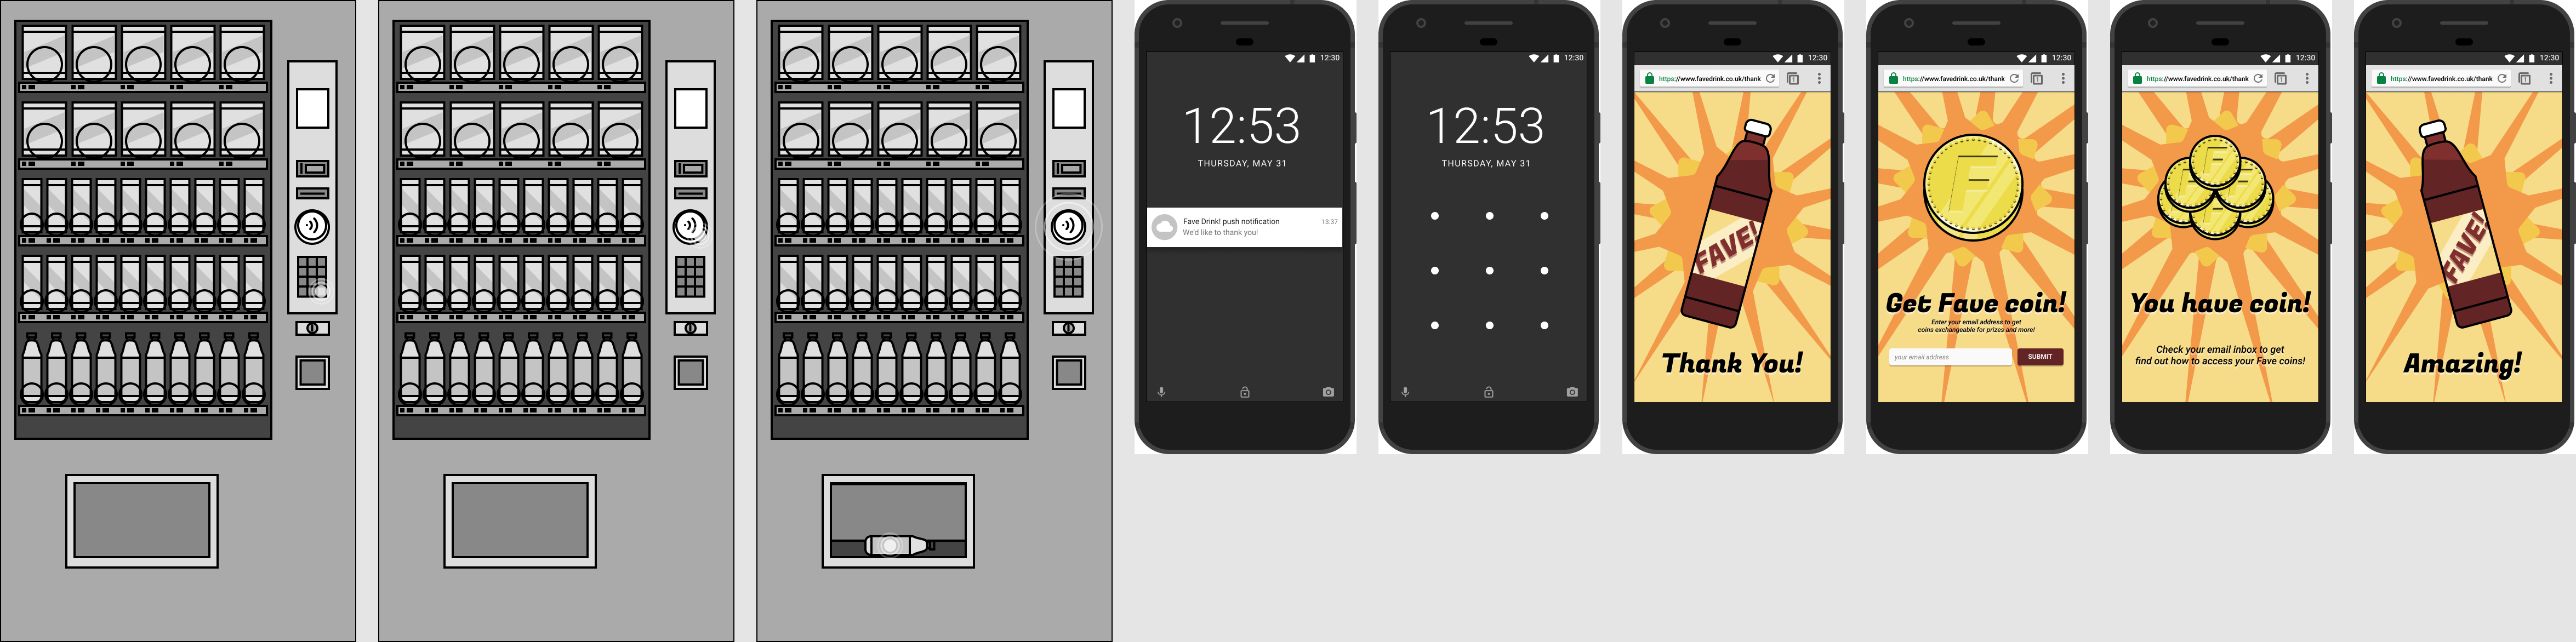 12:30
12:53
THURSDAY, MAY 31
Fave Drink! push notification 13:37
We'd like to thank you!
12:30
12:53
THURSDAY, MAY 31
12:30
https://www.favedrink.co.uk/thank
1
FAVE!
Thank You!
12:30
https://www.favedrink.co.uk/thank
1
F
Get Fave coin!
Enter your email address to get
coins exchangeable for prizes and more!
your email address SUBMIT
12:30
https://www.favedrink.co.uk/thank
1
F
F
F
You have coin!
Check your email inbox to get
find out how to access your Fave coins!
12:30
https://www.favedrink.co.uk/thank
1
FAVE!
Amazing!